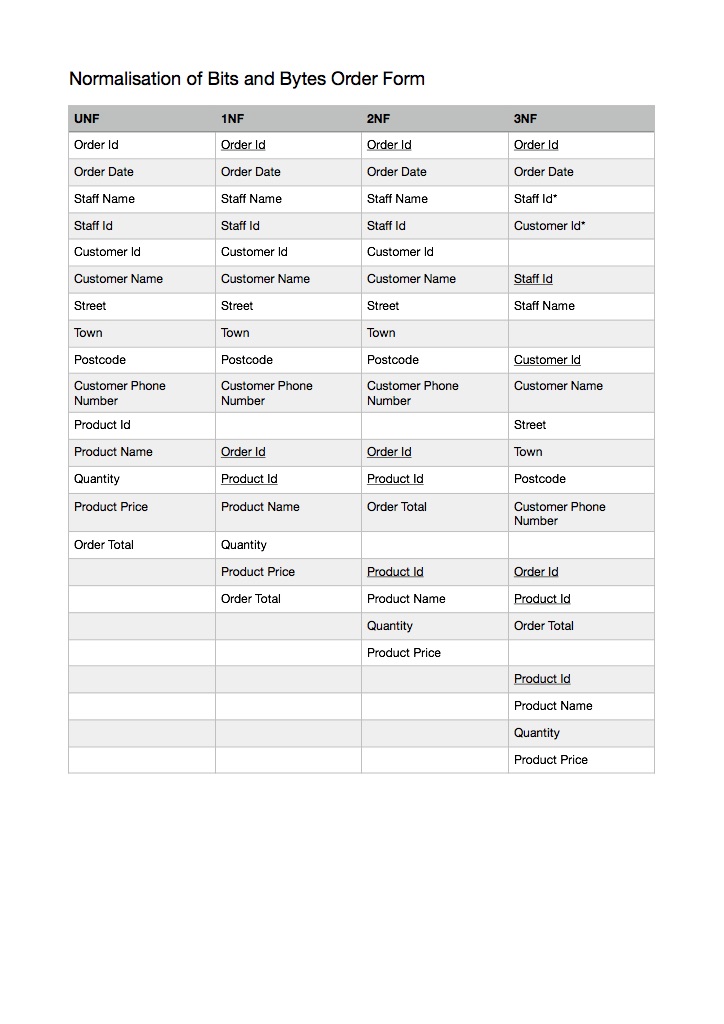 Normalisation of Bits and Bytes Order Form
UNF 1NF 2NF 3NF
Order Id Order Id Order Id Order Id
Order Date Order Date Order Date Order Date
Staff Name Staff Name Staff Name Staff Id*
Staff Id Staff Id Staff Id Customer Id*
Customer Id Customer Id Customer Id
Customer Name Customer Name Customer Name Staff Id
Street Street Street Staff Name
Town Town Town
Postcode Postcode Postcode Customer Id
Customer Phone Customer Phone Customer Phone Customer Name
Number Number Number
Product Id Street
Product Name Order Id Order Id Town
Quantity Product Id Product Id Postcode
Product Price Product Name Order Total Customer Phone
Number
Order Total Quantity
Product Price Product Id Order Id
Order Total Product Name Product Id
Quantity Order Total
Product Price
Product Id
Product Name
Quantity
Product Price